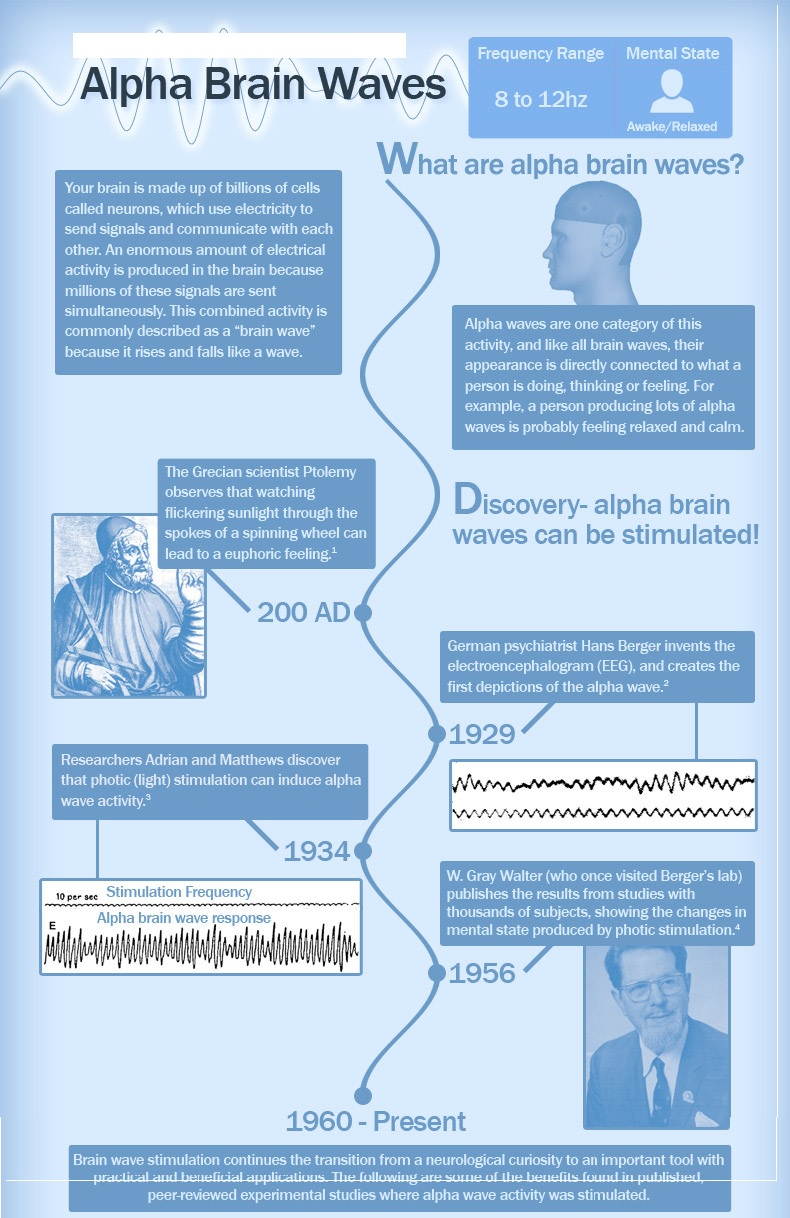 Alpha Brain Waves
Frequency Range
8 to 12hz
Mental State
Awake/Relaxed
What are alpha brain waves?
Your brain is made up of billions of cells
called neurons, which use electricity to
send signals and communicate with each
other. An enormous amount of electrical
activity is produced in the brain because
millions of these signals are sent
simultaneously. This combined activity is
commonly described as a “brain wave”
because it rises and falls like a wave.
Alpha waves are one category of this
activity, and like all brain waves, their
appearance is directly connected to what a
person is doing, thinking or feeling. For
example, a person producing lots of alpha
waves is probably feeling relaxed and calm.
Discovery- alpha brain
waves can be stimulated!
The Grecian scientist Ptolemy
observes that watching
flickering sunlight through the
spokes of a spinning wheel can
lead to a euphoric feeling.¹
200 AD
German psychiatrist Hans Berger invents the
electroencephalogram (EEG), and creates the
first depictions of the alpha wave.²
1929
Researchers Adrian and Matthews discover
that photic (light) stimulation can induce alpha
wave activity.³
1934
10 per sec Stimulation Frequency
Alpha brain wave response
E
W. Gray Walter (who once visited Berger’s lab)
publishes the results from studies with
thousands of subjects, showing the changes in
mental state produced by photic stimulation.⁴
1956
1960 - Present
Brain wave stimulation continues the transition from a neurological curiosity to an important tool with
practical and beneficial applications. The following are some of the benefits found in published,
peer-reviewed experimental studies where alpha wave activity was stimulated.